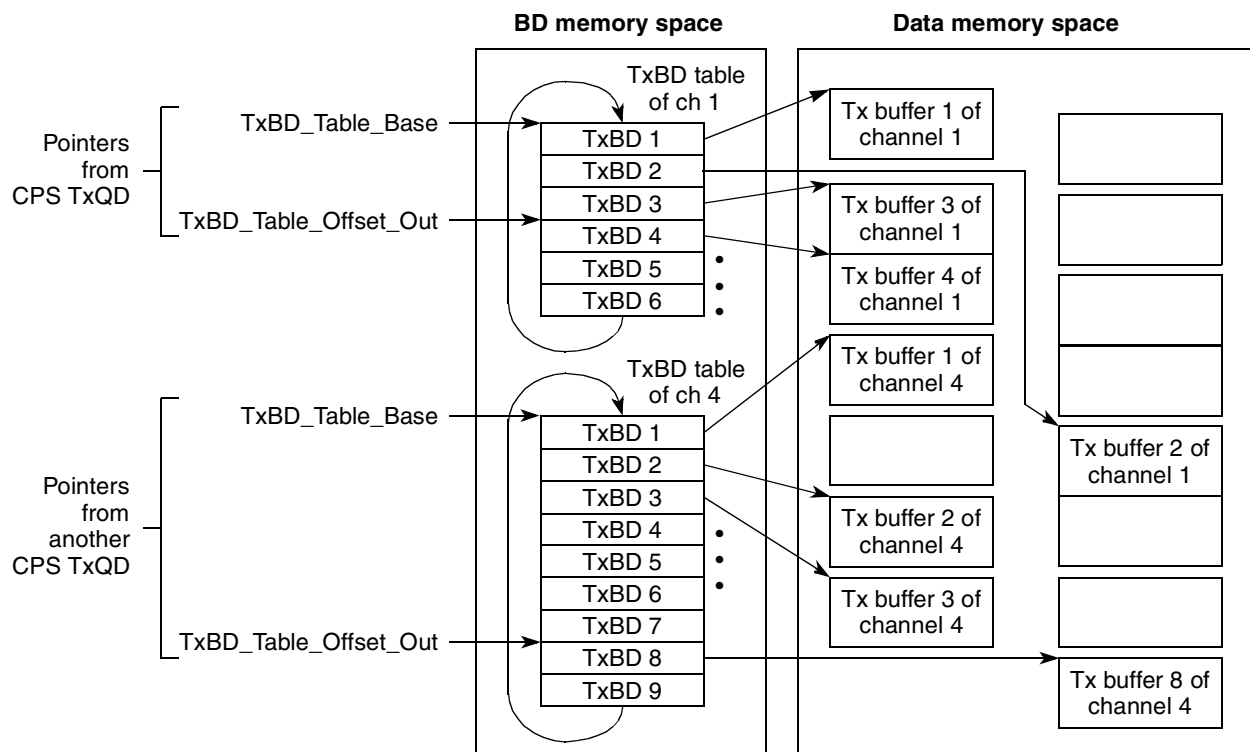 BD memory space
Data memory space
TxBD table
of ch 1
Pointers
from
CPS TxQD
TxBD_Table_Base
TxBD_Table_Offset_Out
TxBD 1
TxBD 2
TxBD 3
TxBD 4
TxBD 5
TxBD 6
Tx buffer 1 of
channel 1
Tx buffer 3 of
channel 1
Tx buffer 4 of
channel 1
TxBD table
of ch 4
Pointers
from
another
CPS TxQD
TxBD_Table_Base
TxBD_Table_Offset_Out
TxBD 1
TxBD 2
TxBD 3
TxBD 4
TxBD 5
TxBD 6
TxBD 7
TxBD 8
TxBD 9
Tx buffer 1 of
channel 4
Tx buffer 2 of
channel 4
Tx buffer 3 of
channel 4
Tx buffer 2 of
channel 1
Tx buffer 8 of
channel 4